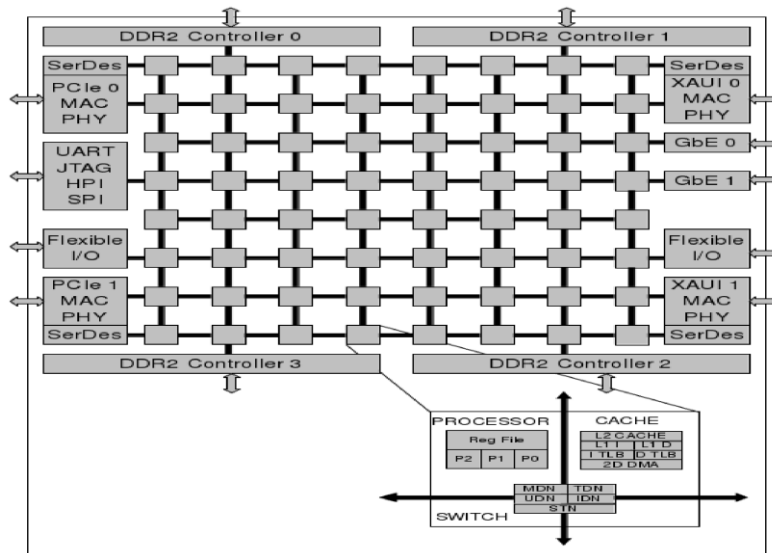 DDR2 Controller 0
DDR2 Controller 1
SerDes
PCIe 0
MAC
PHY
SerDes
XAUI 0
MAC
PHY
UART
JTAG
HPI
SPI
GbE 0
GbE 1
Flexible
I/O
Flexible
I/O
PCIe 1
MAC
PHY
SerDes
XAUI 1
MAC
PHY
SerDes
DDR2 Controller 3
DDR2 Controller 2
PROCESSOR
Reg File
P2 P1 P0
CACHE
L2 CACHE
L1 I L1 D
I TLB D TLB
2D DMA
MDN TDN
UDN IDN
STN
SWITCH